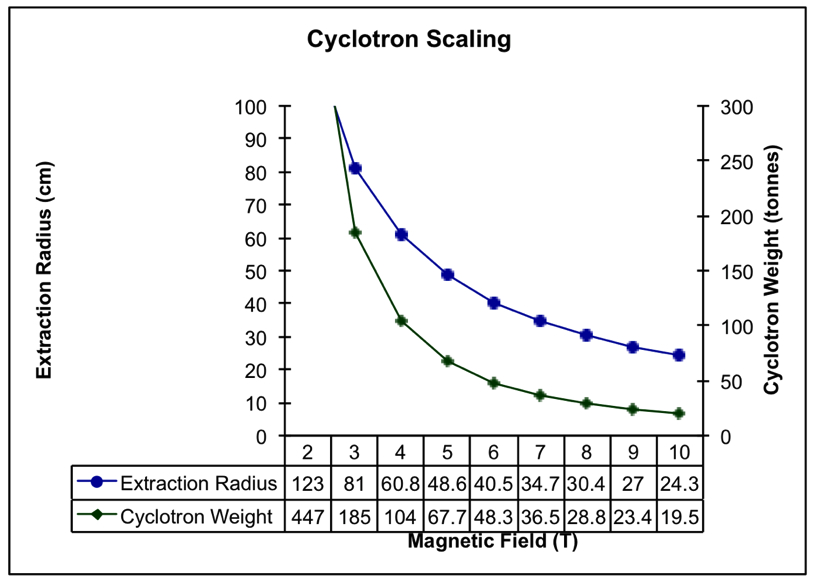 Cyclotron Scaling
Extraction Radius (cm)
100
90
80
70
60
50
40
30
20
10
0
300
250
200
150
100
50
0
Cyclotron Weight (tonnes)
2 3 4 5 6 7 8 9 10
Extraction Radius 123 81 60.8 48.6 40.5 34.7 30.4 27 24.3
Cyclotron Weight 447 185 104 67.7 48.3 36.5 28.8 23.4 19.5
Magnetic Field (T)